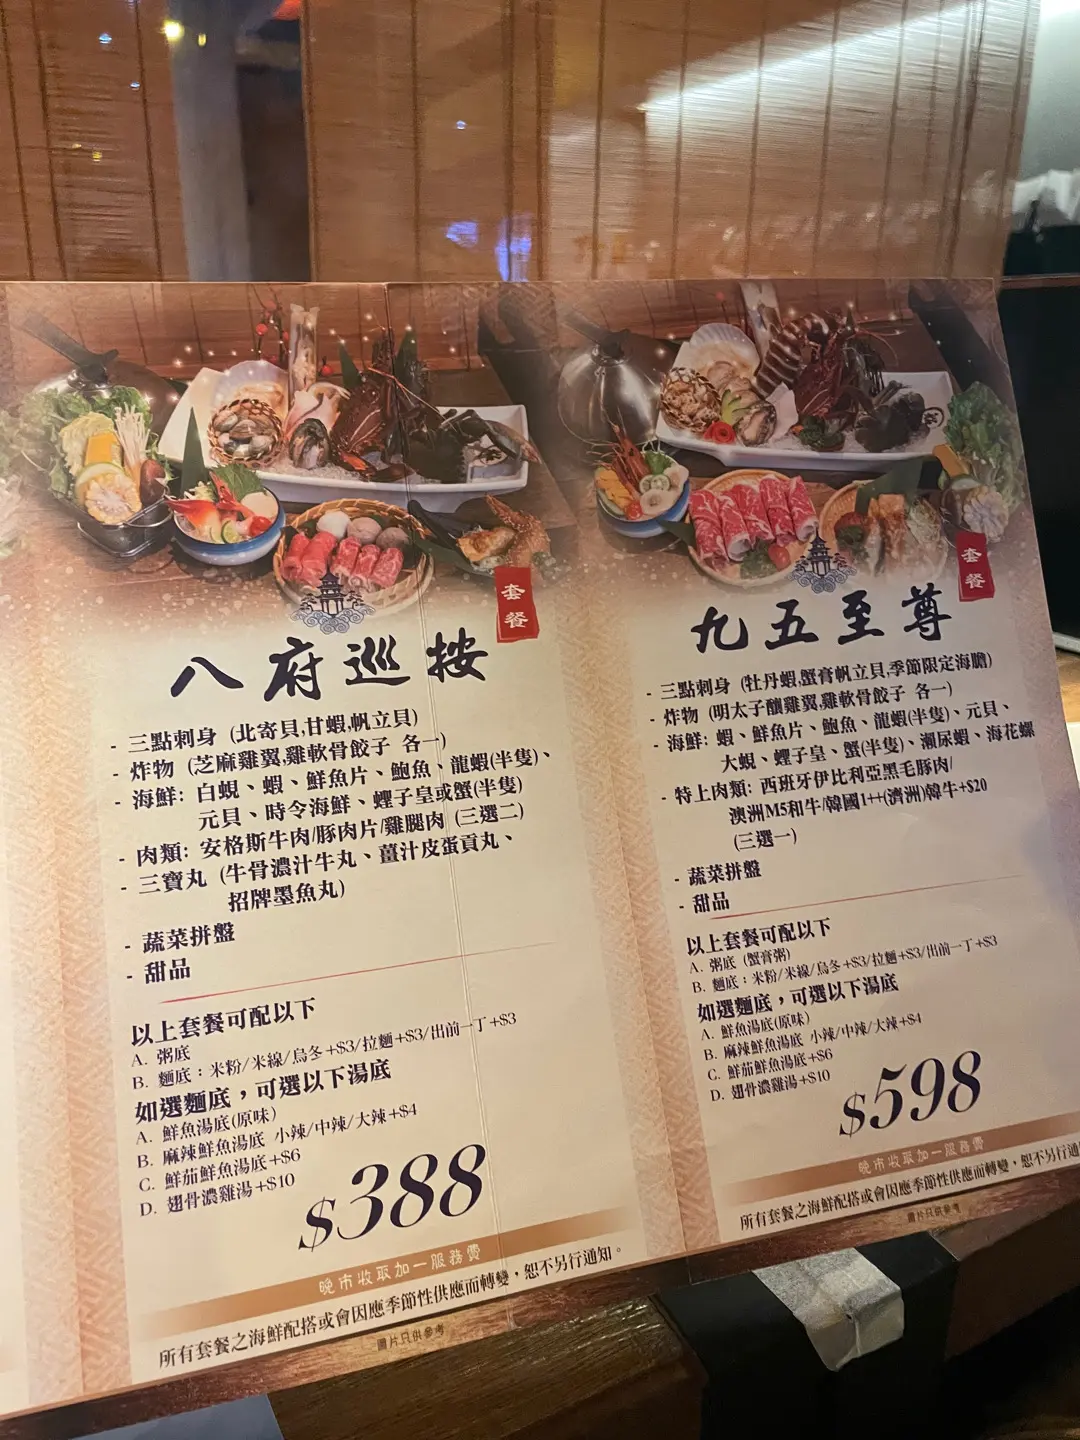 套餐
八府巡按
- 三點刺身 (北寄貝,甘蝦,帆立貝)
- 炸物 (芝麻雞翼,雞軟骨餃子 各一)
- 海鮮: 白蜆、蝦、鮮魚片、鮑魚、龍蝦(半隻)、
元貝、時令海鮮、蟶子皇或蟹(半隻)
- 肉類: 安格斯牛肉/豚肉片/雞腿肉 (三選二)
- 三寶丸 (牛骨濃汁牛丸、薑汁皮蛋貢丸、
招牌墨魚丸)
- 蔬菜拼盤
- 甜品
以上套餐可配以下
A. 粥底
B. 麵底：米粉/米線/烏冬+$3/拉麵+$3/出前一丁+$3
如選麵底，可選以下湯底
A. 鮮魚湯底(原味)
B. 麻辣鮮魚湯底 小辣/中辣/大辣+$4
C. 鮮茄鮮魚湯底+$6
D. 翅骨濃雞湯+$10
$388
晚市收取加一服務費
所有套餐之海鮮配搭或會因應季節性供應而轉變，恕不另行通知。
圖片只供參考
套餐
九五至尊
- 三點刺身 (牡丹蝦,蟹膏帆立貝,季節限定海膽)
- 炸物 (明太子釀雞翼,雞軟骨餃子 各一)
- 海鮮: 蝦、鮮魚片、鮑魚、龍蝦(半隻)、元貝、
大蜆、蟶子皇、蟹(半隻)、瀨尿蝦、海花螺
- 特上肉類: 西班牙伊比利亞黑毛豚肉/
澳洲M5和牛/韓國1++(濟洲)韓牛+$20
(三選一)
- 蔬菜拼盤
- 甜品
以上套餐可配以下
A. 粥底 (蟹膏粥)
B. 麵底：米粉/米線/烏冬+$3/拉麵+$3/出前一丁+$3
如選麵底，可選以下湯底
A. 鮮魚湯底(原味)
B. 麻辣鮮魚湯底 小辣/中辣/大辣+$4
C. 鮮茄鮮魚湯底+$6
D. 翅骨濃雞湯+$10
$598
晚市收取加一服務費
所有套餐之海鮮配搭或會因應季節性供應而轉變，恕不另行通
圖片只供參考